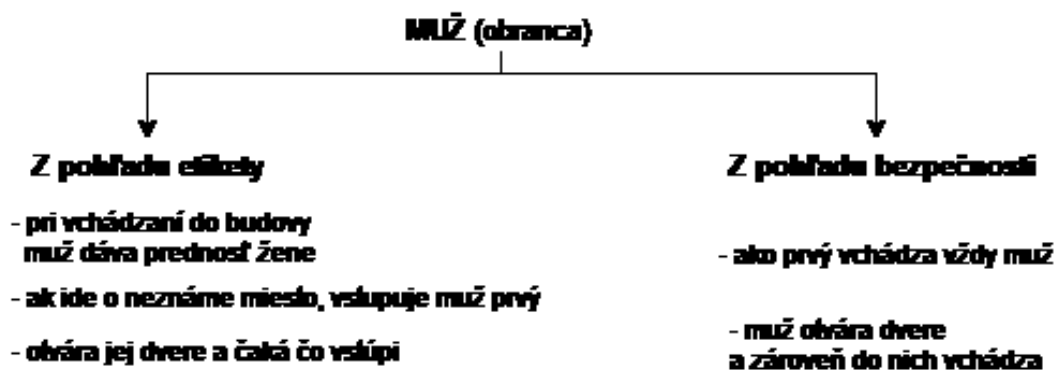 MUŽ (obranca)
Z pohľadu etikety
- pri vchádzaní do budovy
muž dáva prednosť žene
- ak ide o neznáme miesto, vstupuje muž prvý
- otvára jej dvere a čaká čo vstúpi
Z pohľadu bezpečnosti
- ako prvý vchádza vždy muž
- muž otvára dvere
a zároveň do nich vchádza